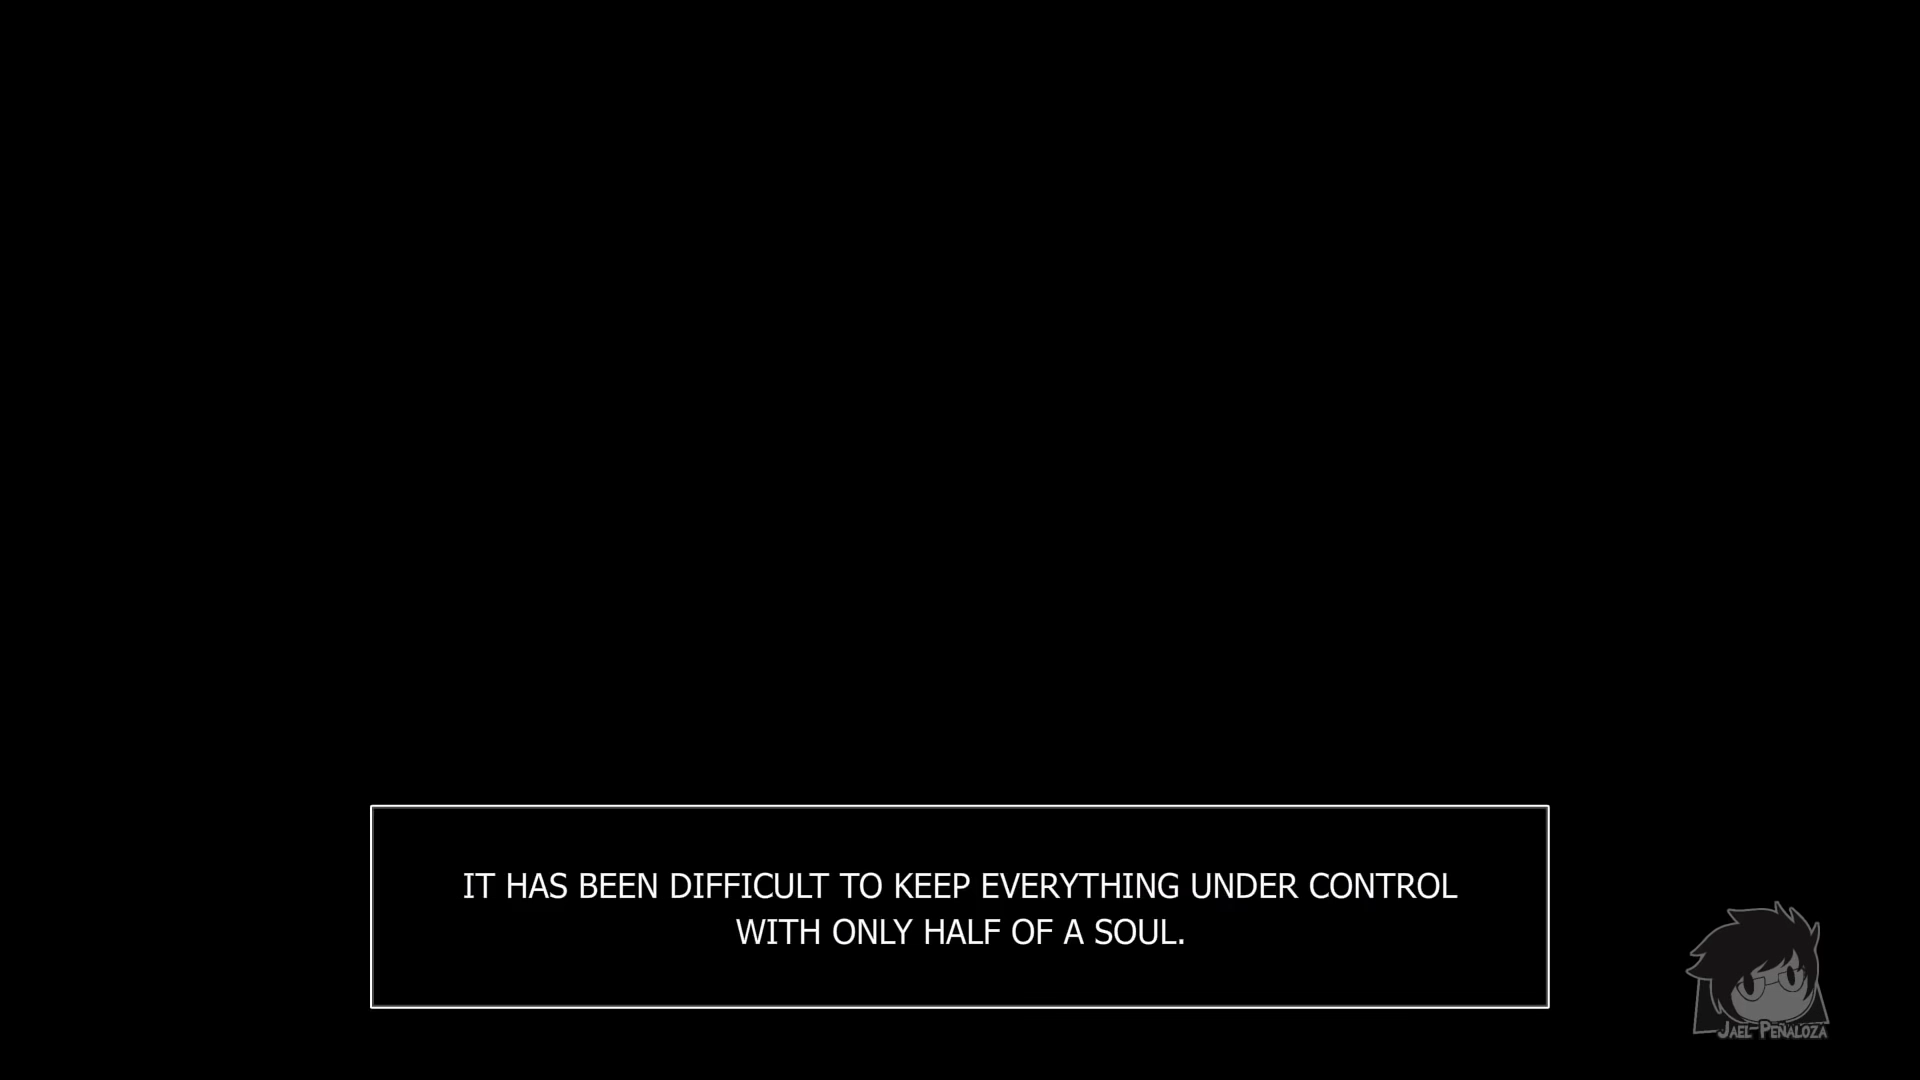 IT HAS BEEN DIFFICULT TO KEEP EVERYTHING UNDER CONTROL
WITH ONLY HALF OF A SOUL.
JAEL-PEÑALOZA